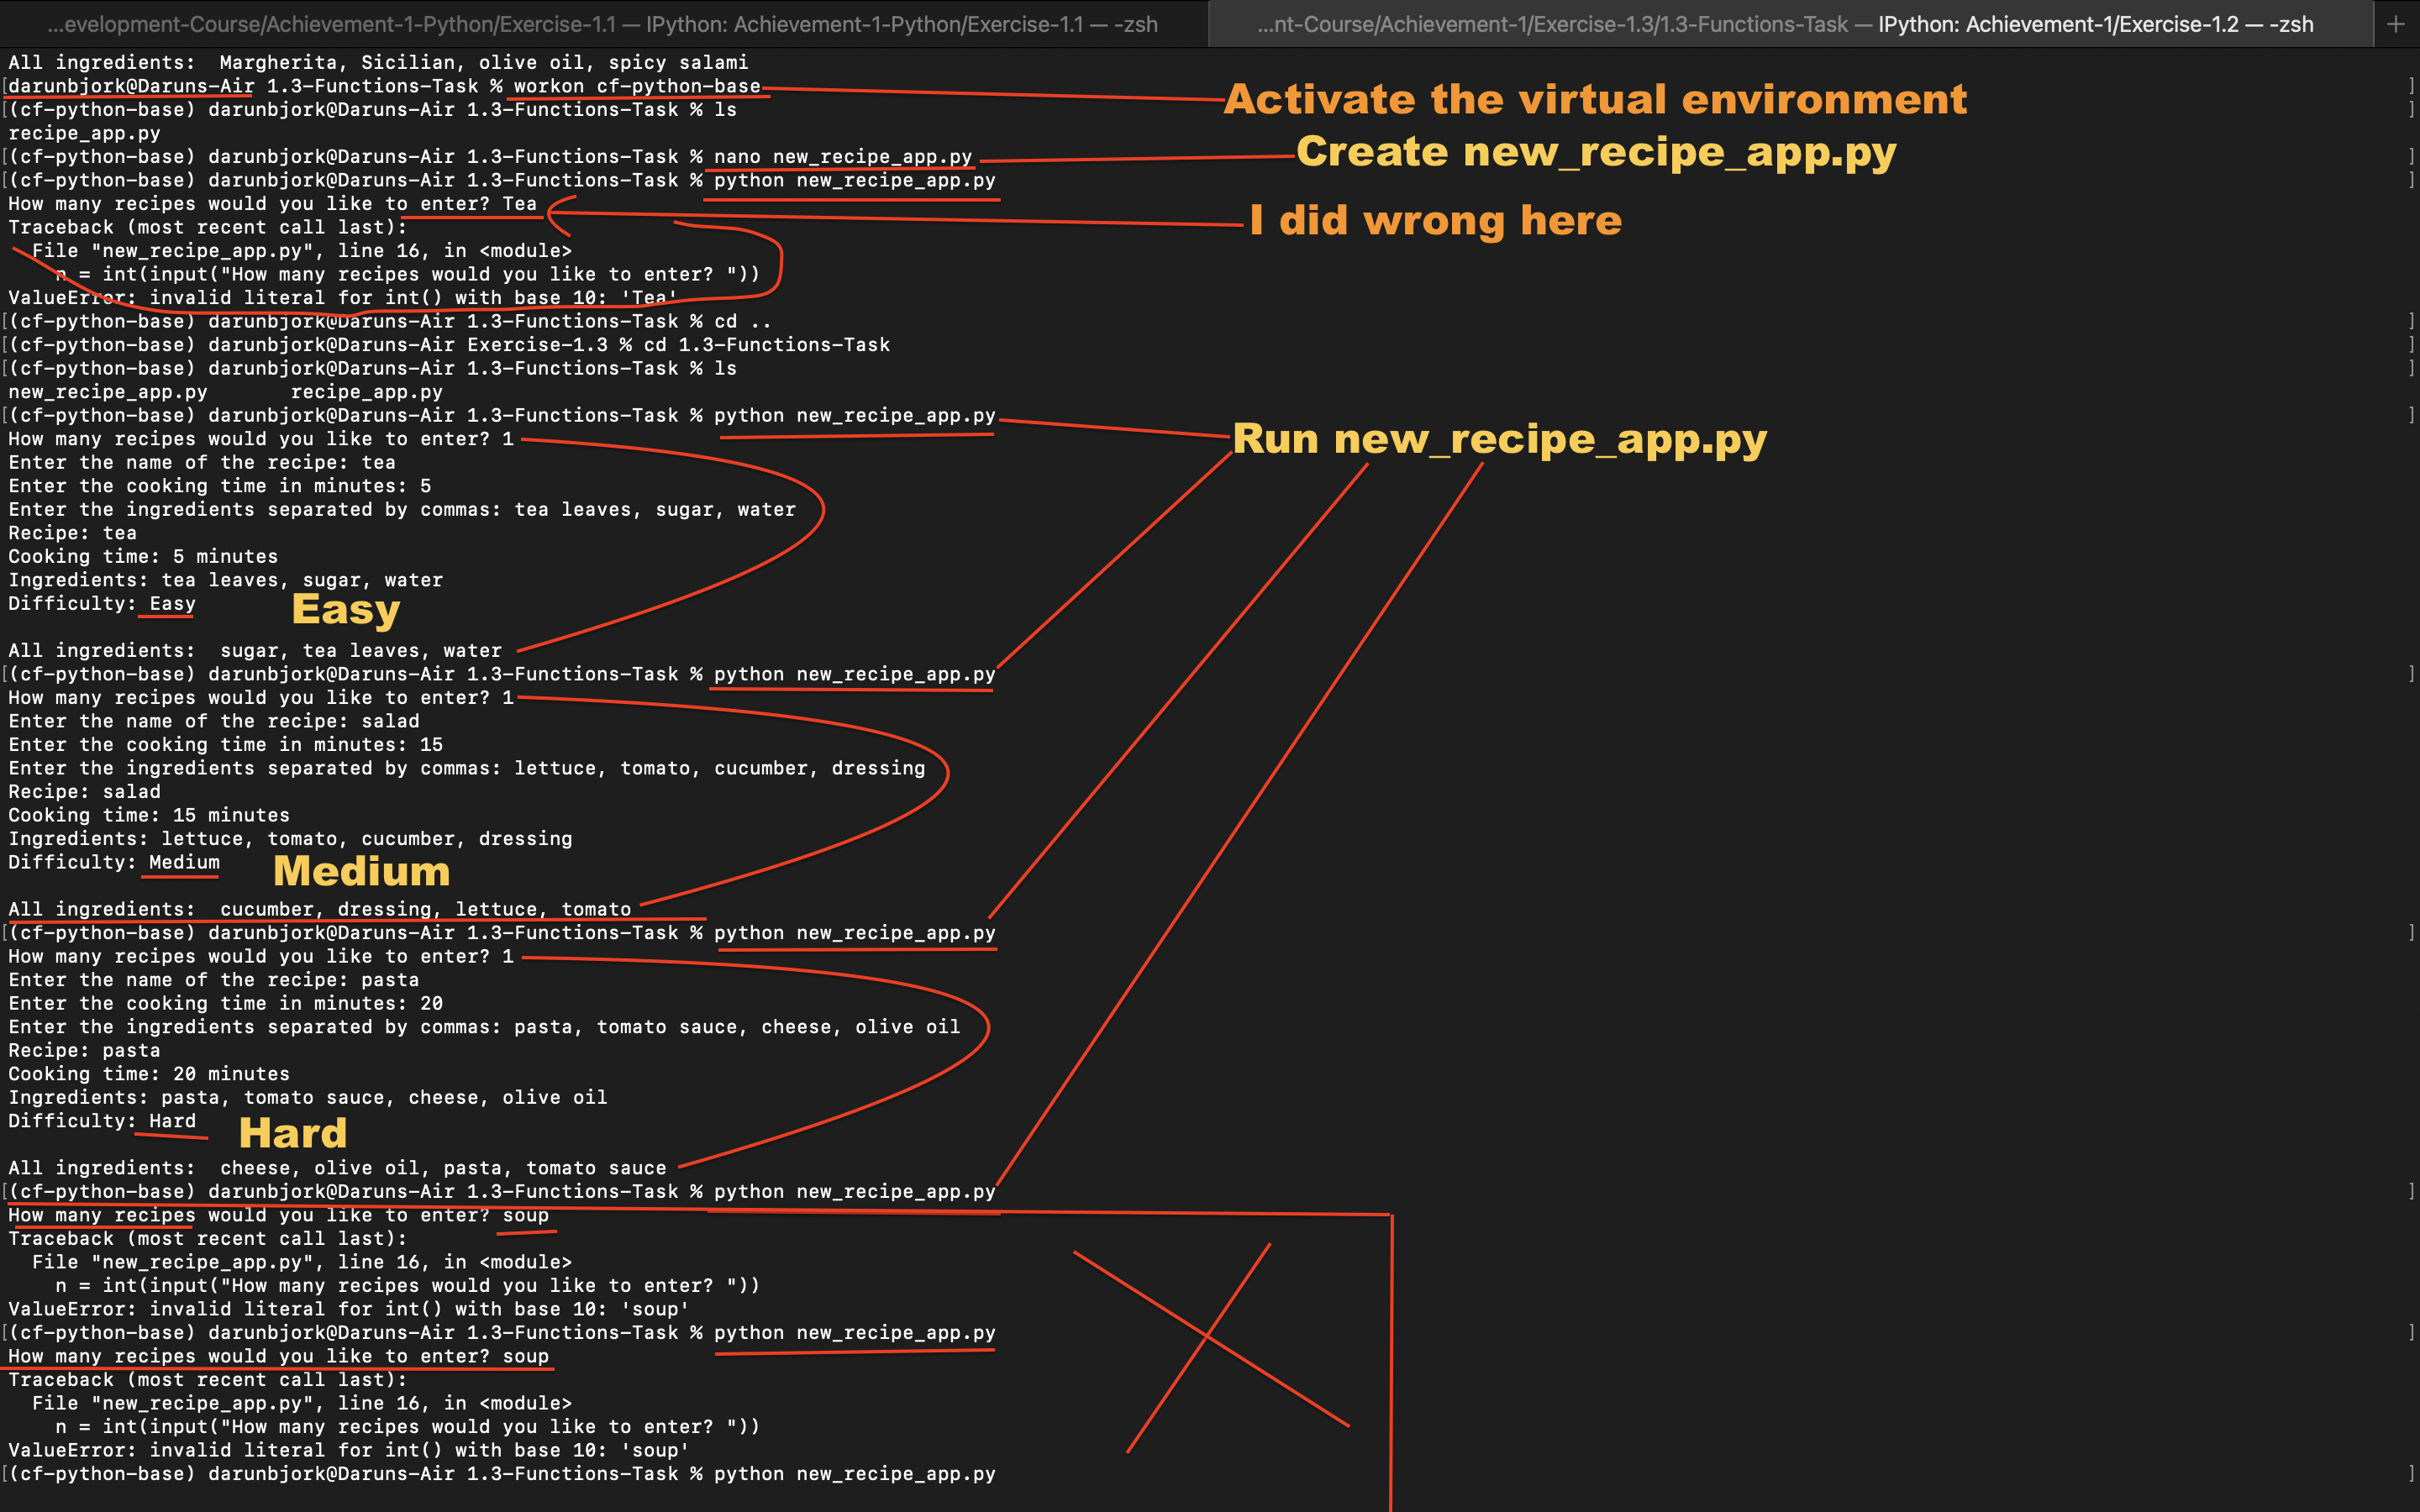 ...evelopment-Course/Achievement-1-Python/Exercise-1.1 — IPython: Achievement-1-Python/Exercise-1.1 — -zsh
...nt-Course/Achievement-1/Exercise-1.3/1.3-Functions-Task — IPython: Achievement-1/Exercise-1.2 — -zsh +
All ingredients:  Margherita, Sicilian, olive oil, spicy salami
[darunbjork@Daruns-Air 1.3-Functions-Task % workon cf-python-base ]
Activate the virtual environment
[(cf-python-base) darunbjork@Daruns-Air 1.3-Functions-Task % ls ]
recipe_app.py
[(cf-python-base) darunbjork@Daruns-Air 1.3-Functions-Task % nano new_recipe_app.py ]
Create new_recipe_app.py
[(cf-python-base) darunbjork@Daruns-Air 1.3-Functions-Task % python new_recipe_app.py ]
How many recipes would you like to enter? Tea
I did wrong here
Traceback (most recent call last):
  File "new_recipe_app.py", line 16, in <module>
    n = int(input("How many recipes would you like to enter? "))
ValueError: invalid literal for int() with base 10: 'Tea'
[(cf-python-base) darunbjork@Daruns-Air 1.3-Functions-Task % cd .. ]
[(cf-python-base) darunbjork@Daruns-Air Exercise-1.3 % cd 1.3-Functions-Task ]
[(cf-python-base) darunbjork@Daruns-Air 1.3-Functions-Task % ls ]
new_recipe_app.py       recipe_app.py
[(cf-python-base) darunbjork@Daruns-Air 1.3-Functions-Task % python new_recipe_app.py ]
Run new_recipe_app.py
How many recipes would you like to enter? 1
Enter the name of the recipe: tea
Enter the cooking time in minutes: 5
Enter the ingredients separated by commas: tea leaves, sugar, water
Recipe: tea
Cooking time: 5 minutes
Ingredients: tea leaves, sugar, water
Difficulty: Easy
Easy
All ingredients:  sugar, tea leaves, water
[(cf-python-base) darunbjork@Daruns-Air 1.3-Functions-Task % python new_recipe_app.py ]
How many recipes would you like to enter? 1
Enter the name of the recipe: salad
Enter the cooking time in minutes: 15
Enter the ingredients separated by commas: lettuce, tomato, cucumber, dressing
Recipe: salad
Cooking time: 15 minutes
Ingredients: lettuce, tomato, cucumber, dressing
Difficulty: Medium
Medium
All ingredients:  cucumber, dressing, lettuce, tomato
[(cf-python-base) darunbjork@Daruns-Air 1.3-Functions-Task % python new_recipe_app.py ]
How many recipes would you like to enter? 1
Enter the name of the recipe: pasta
Enter the cooking time in minutes: 20
Enter the ingredients separated by commas: pasta, tomato sauce, cheese, olive oil
Recipe: pasta
Cooking time: 20 minutes
Ingredients: pasta, tomato sauce, cheese, olive oil
Difficulty: Hard
Hard
All ingredients:  cheese, olive oil, pasta, tomato sauce
[(cf-python-base) darunbjork@Daruns-Air 1.3-Functions-Task % python new_recipe_app.py ]
How many recipes would you like to enter? soup
Traceback (most recent call last):
  File "new_recipe_app.py", line 16, in <module>
    n = int(input("How many recipes would you like to enter? "))
ValueError: invalid literal for int() with base 10: 'soup'
[(cf-python-base) darunbjork@Daruns-Air 1.3-Functions-Task % python new_recipe_app.py ]
How many recipes would you like to enter? soup
Traceback (most recent call last):
  File "new_recipe_app.py", line 16, in <module>
    n = int(input("How many recipes would you like to enter? "))
ValueError: invalid literal for int() with base 10: 'soup'
[(cf-python-base) darunbjork@Daruns-Air 1.3-Functions-Task % python new_recipe_app.py ]